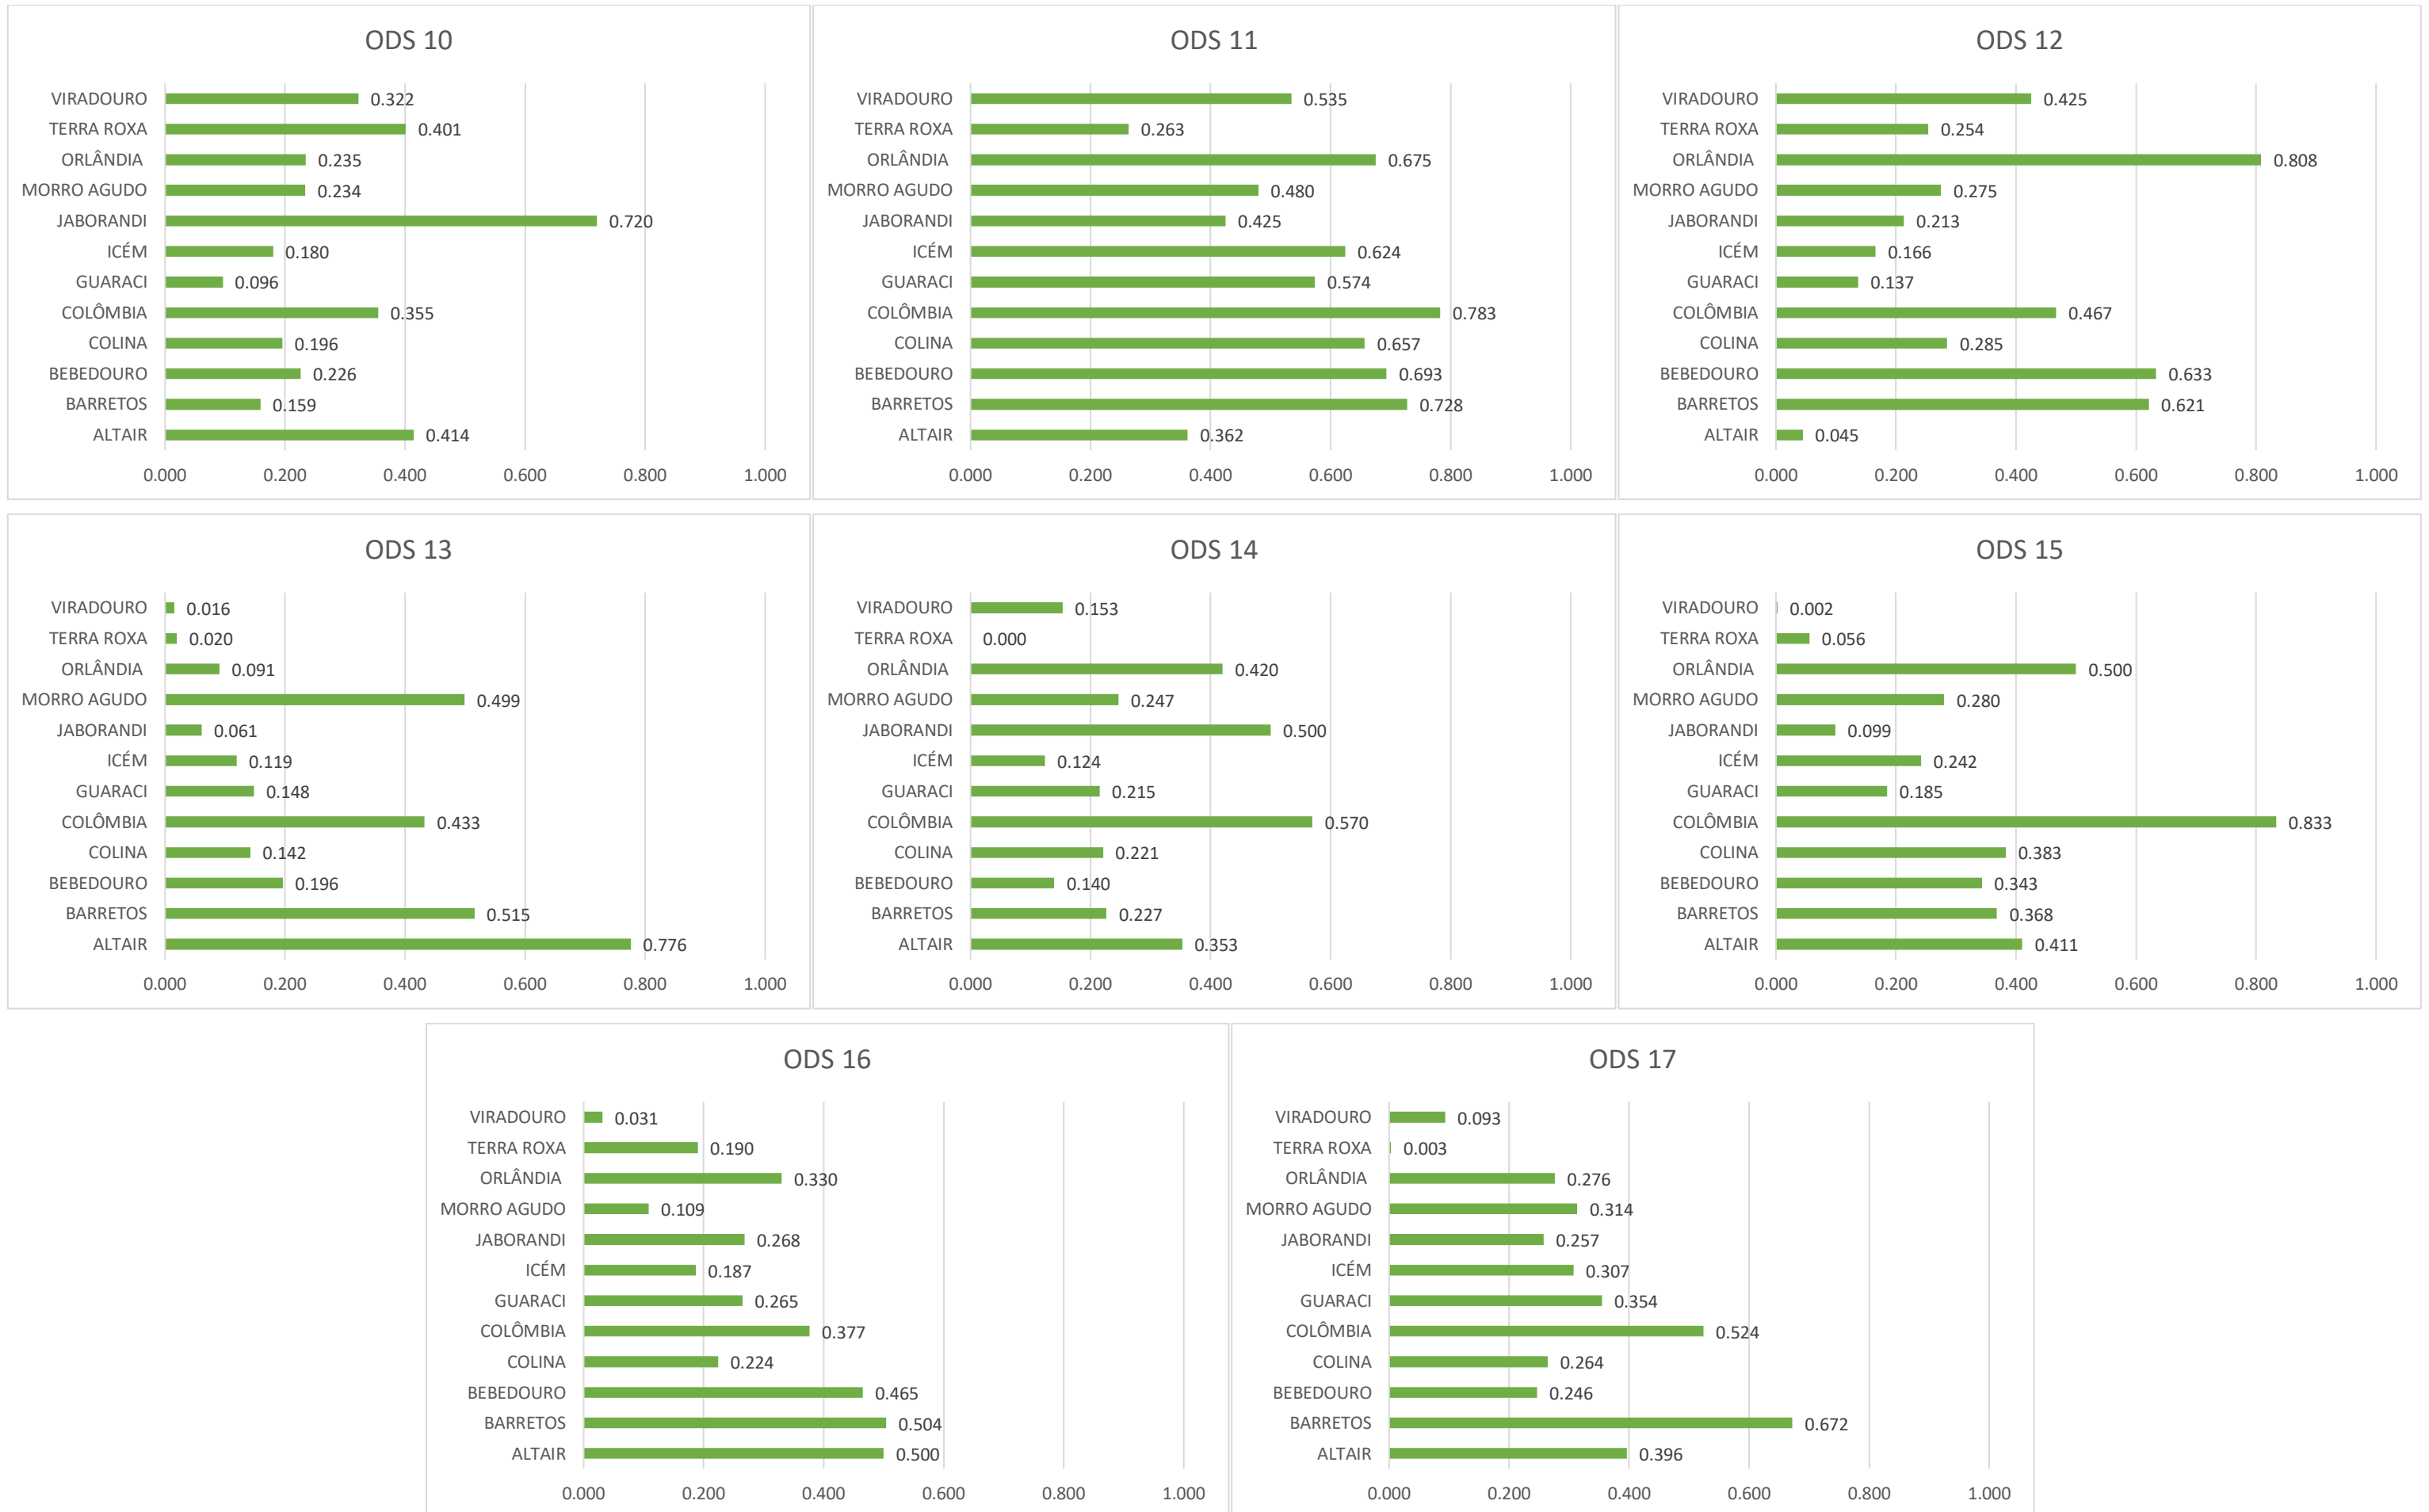 ODS 10
VIRADOURO 0.322
TERRA ROXA 0.401
ORLÂNDIA 0.235
MORRO AGUDO 0.234
JABORANDI 0.720
ICÉM 0.180
GUARACI 0.096
COLÔMBIA 0.355
COLINA 0.196
BEBEDOURO 0.226
BARRETOS 0.159
ALTAIR 0.414
0.000 0.200 0.400 0.600 0.800 1.000
ODS 11
VIRADOURO 0.535
TERRA ROXA 0.263
ORLÂNDIA 0.675
MORRO AGUDO 0.480
JABORANDI 0.425
ICÉM 0.624
GUARACI 0.574
COLÔMBIA 0.783
COLINA 0.657
BEBEDOURO 0.693
BARRETOS 0.728
ALTAIR 0.362
0.000 0.200 0.400 0.600 0.800 1.000
ODS 12
VIRADOURO 0.425
TERRA ROXA 0.254
ORLÂNDIA 0.808
MORRO AGUDO 0.275
JABORANDI 0.213
ICÉM 0.166
GUARACI 0.137
COLÔMBIA 0.467
COLINA 0.285
BEBEDOURO 0.633
BARRETOS 0.621
ALTAIR 0.045
0.000 0.200 0.400 0.600 0.800 1.000
ODS 13
VIRADOURO 0.016
TERRA ROXA 0.020
ORLÂNDIA 0.091
MORRO AGUDO 0.499
JABORANDI 0.061
ICÉM 0.119
GUARACI 0.148
COLÔMBIA 0.433
COLINA 0.142
BEBEDOURO 0.196
BARRETOS 0.515
ALTAIR 0.776
0.000 0.200 0.400 0.600 0.800 1.000
ODS 14
VIRADOURO 0.153
TERRA ROXA 0.000
ORLÂNDIA 0.420
MORRO AGUDO 0.247
JABORANDI 0.500
ICÉM 0.124
GUARACI 0.215
COLÔMBIA 0.570
COLINA 0.221
BEBEDOURO 0.140
BARRETOS 0.227
ALTAIR 0.353
0.000 0.200 0.400 0.600 0.800 1.000
ODS 15
VIRADOURO 0.002
TERRA ROXA 0.056
ORLÂNDIA 0.500
MORRO AGUDO 0.280
JABORANDI 0.099
ICÉM 0.242
GUARACI 0.185
COLÔMBIA 0.833
COLINA 0.383
BEBEDOURO 0.343
BARRETOS 0.368
ALTAIR 0.411
0.000 0.200 0.400 0.600 0.800 1.000
ODS 16
VIRADOURO 0.031
TERRA ROXA 0.190
ORLÂNDIA 0.330
MORRO AGUDO 0.109
JABORANDI 0.268
ICÉM 0.187
GUARACI 0.265
COLÔMBIA 0.377
COLINA 0.224
BEBEDOURO 0.465
BARRETOS 0.504
ALTAIR 0.500
0.000 0.200 0.400 0.600 0.800 1.000
ODS 17
VIRADOURO 0.093
TERRA ROXA 0.003
ORLÂNDIA 0.276
MORRO AGUDO 0.314
JABORANDI 0.257
ICÉM 0.307
GUARACI 0.354
COLÔMBIA 0.524
COLINA 0.264
BEBEDOURO 0.246
BARRETOS 0.672
ALTAIR 0.396
0.000 0.200 0.400 0.600 0.800 1.000